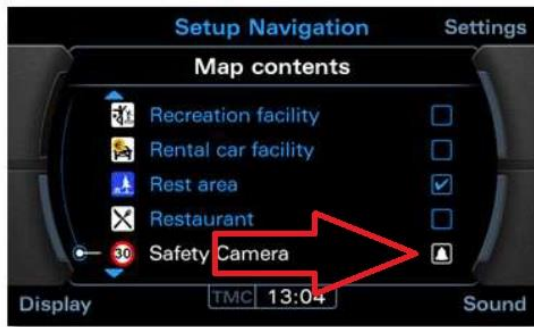 Setup Navigation Settings
Map contents
Recreation facility
Rental car facility
Rest area
Restaurant
30 Safety Camera
Display TMC 13:04 Sound